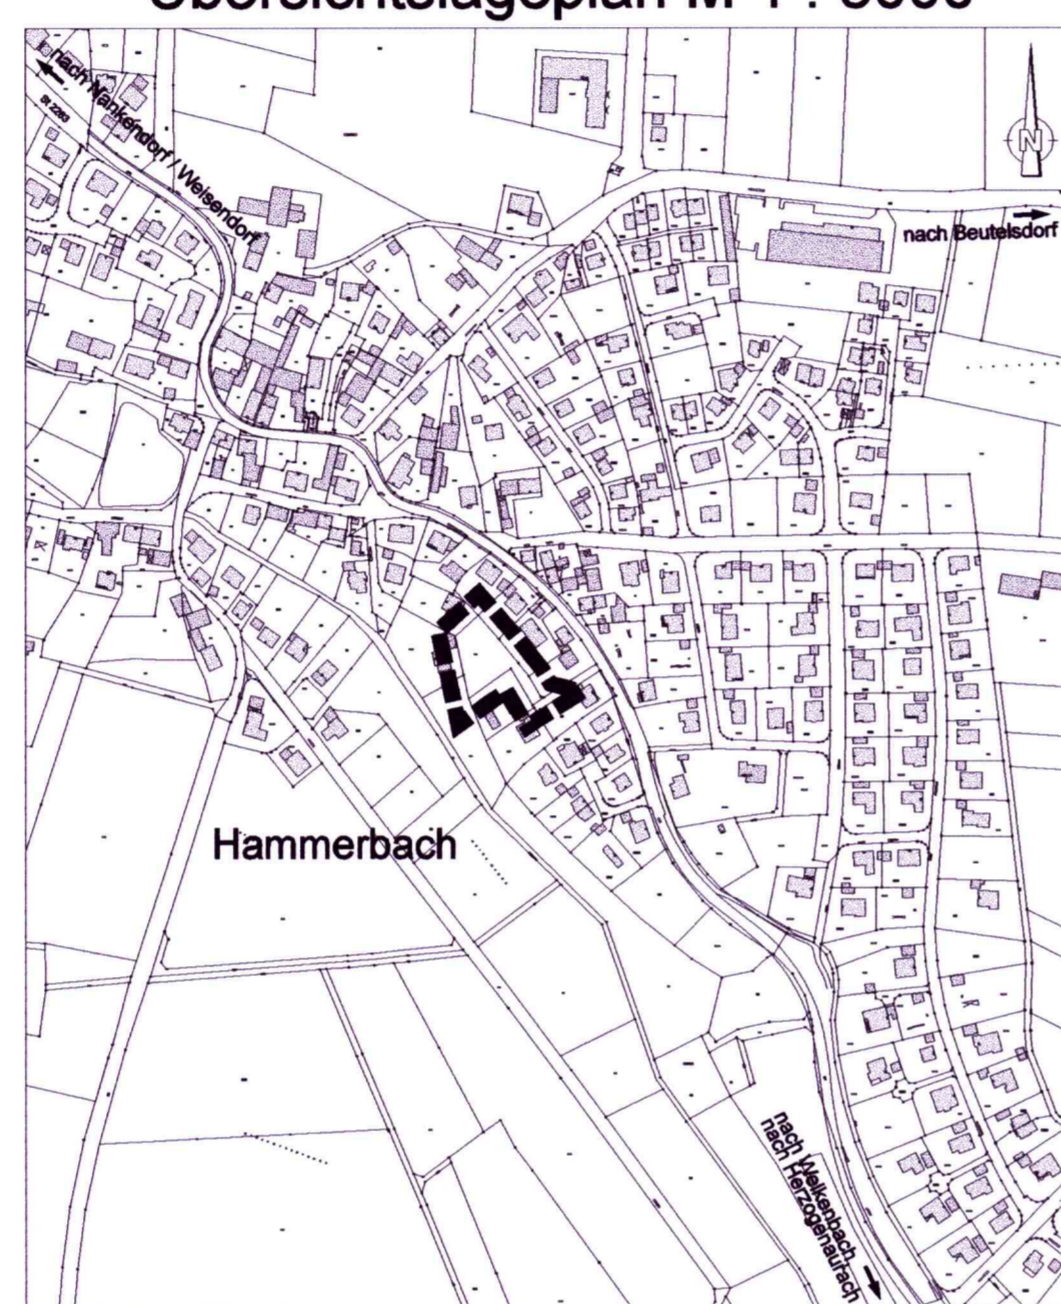 Übersichtslageplan M 1 : 5000
nach Nankendorf / Weisendorf
St 2263
N
nach Beutelsdorf
Hammerbach
nach Welkenbach
nach Herzogenaurach